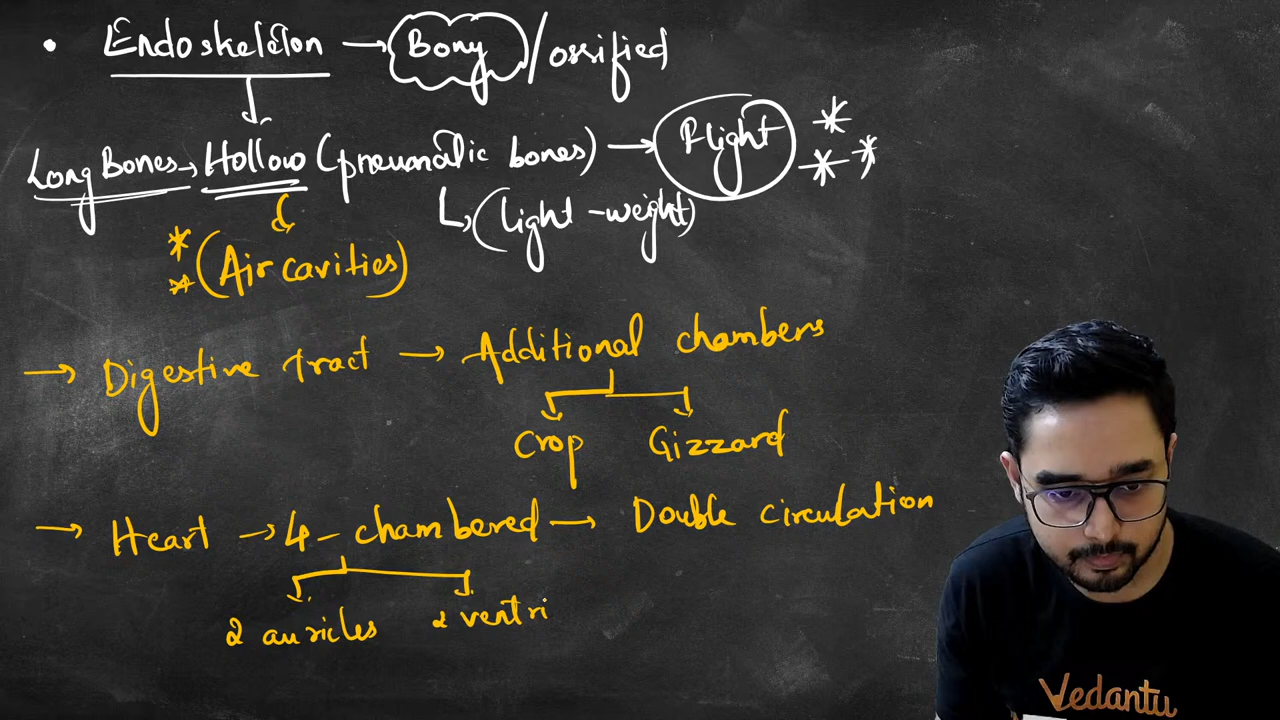 • Endoskeleton → Bony / ossified
Long Bones → Hollow (pneumatic bones) → Flight ***
↳ (light-weight)
** (Air cavities)
→ Digestive tract → Additional chambers
Crop Gizzard
→ Heart → 4-chambered → Double circulation
2 auricles 2 ventri
Vedantu